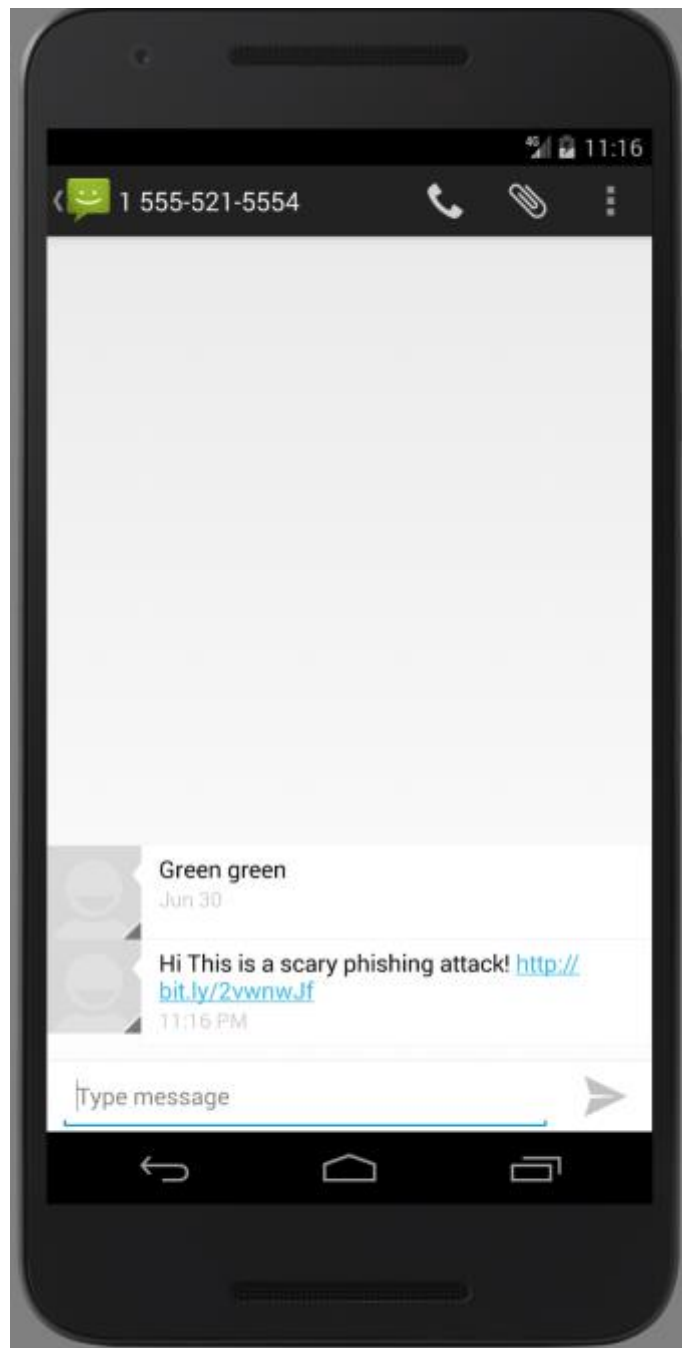 4G 11:16
1 555-521-5554
Green green
Jun 30
Hi This is a scary phishing attack! http://
bit.ly/2vwnwJf
11:16 PM
Type message